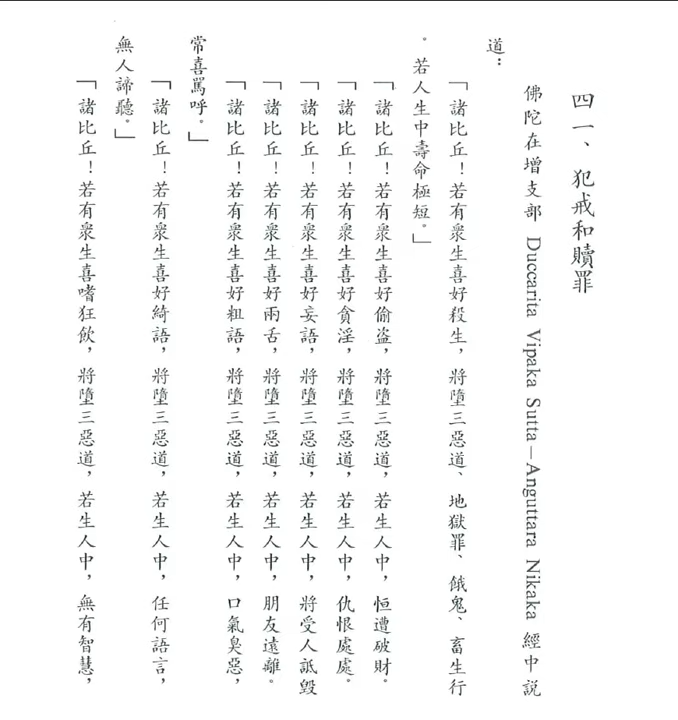 四一、犯戒和贖罪
佛陀在增支部 Duccarita Vipaka Sutta–Anguttara Nikaka 經中說
道：
「諸比丘！若有衆生喜好殺生，將墮三惡道、地獄罪、餓鬼、畜生行
。若人生中壽命極短。」
「諸比丘！若有衆生喜好偷盜，將墮三惡道，若生人中，恒遭破財。
「諸比丘！若有衆生喜好貪淫，將墮三惡道，若生人中，仇恨處處。
「諸比丘！若有衆生喜好妄語，將墮三惡道，若生人中，將受人詆毀
「諸比丘！若有衆生喜好兩舌，將墮三惡道，若生人中，朋友遠離。
「諸比丘！若有衆生喜好粗語，將墮三惡道，若生人中，口氣臭惡，
常喜罵呼。」
「諸比丘！若有衆生喜好綺語，將墮三惡道，若生人中，任何語言，
無人諦聽。」
「諸比丘！若有衆生喜嗜狂飲，將墮三惡道，若生人中，無有智慧，